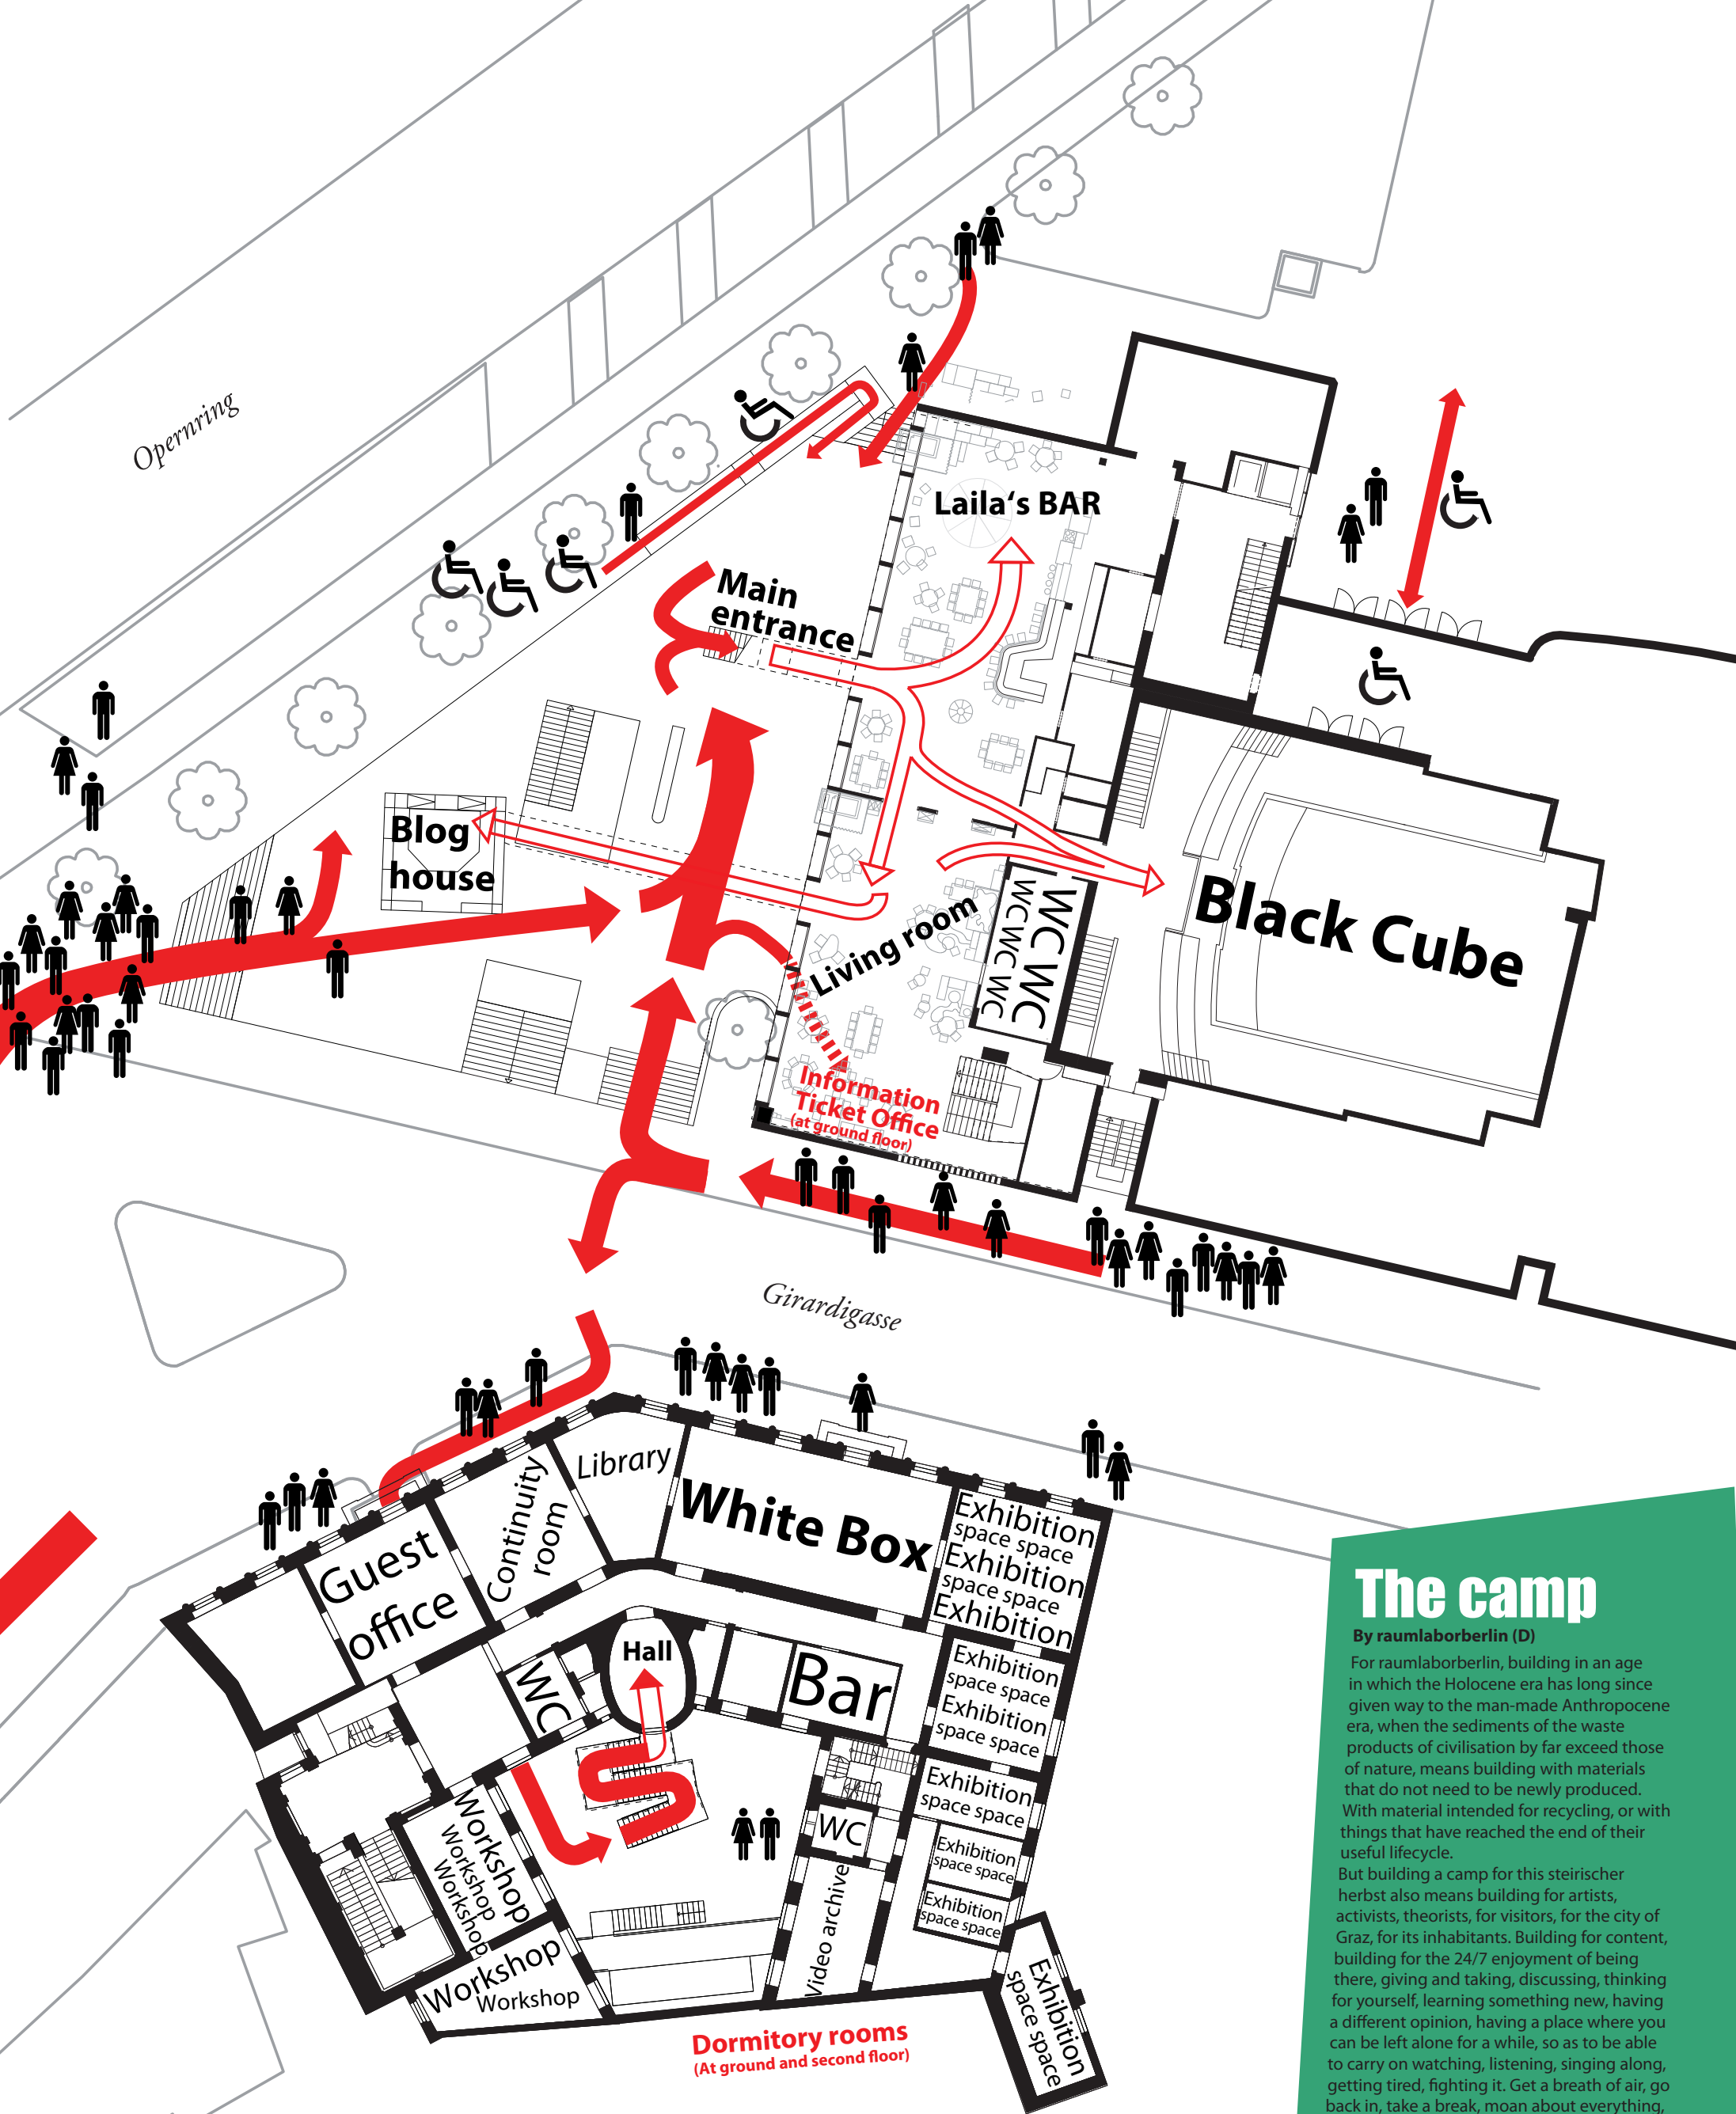 Opernring
Laila‘s BAR
Main
entrance
Blog
house
Living room
WC WC
WC WC WC
Black Cube
Information
Ticket Office
(at ground floor)
Girardigasse
Library
Continuity
room
White Box
Guest
office
Exhibition
space space
Exhibition
space space
Exhibition
Hall
WC
Bar
Exhibition
space space
Exhibition
space space
Exhibition
space space
Exhibition
space space
Exhibition
space space
Exhibition
space space
WC
Video archive
Workshop
Workshop
Workshop
Workshop
Workshop
Dormitory rooms
(At ground and second floor)
The camp
By raumlaborberlin (D)
For raumlaborberlin, building in an age
in which the Holocene era has long since
given way to the man-made Anthropocene
era, when the sediments of the waste
products of civilisation by far exceed those
of nature, means building with materials
that do not need to be newly produced.
With material intended for recycling, or with
things that have reached the end of their
useful lifecycle.
But building a camp for this steirischer
herbst also means building for artists,
activists, theorists, for visitors, for the city of
Graz, for its inhabitants. Building for content,
building for the 24/7 enjoyment of being
there, giving and taking, discussing, thinking
for yourself, learning something new, having
a different opinion, having a place where you
can be left alone for a while, so as to be able
to carry on watching, listening, singing along,
getting tired, fighting it. Get a breath of air, go
back in, take a break, moan about everything,